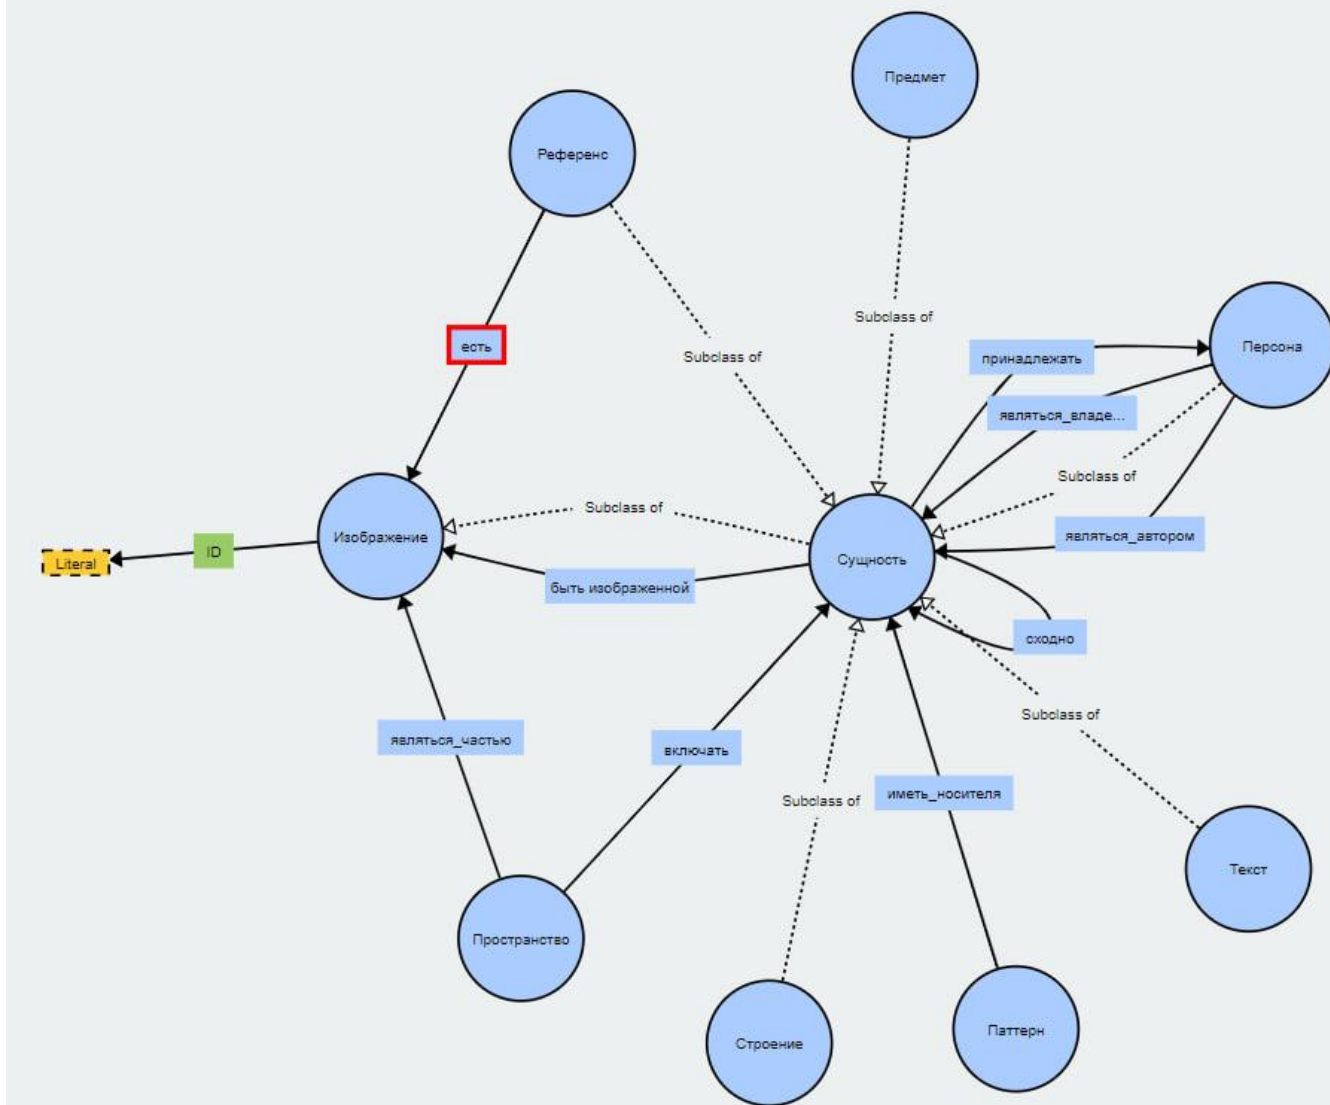 Предмет
Референс
Subclass of
есть
Subclass of
принадлежать
Персона
являться_владе...
Subclass of
Subclass of
являться_автором
Изображение
ID
Literal
Сущность
быть изображенной
сходно
Subclass of
являться_частью
включать
Subclass of
иметь_носителя
Текст
Пространство
Строение
Паттерн